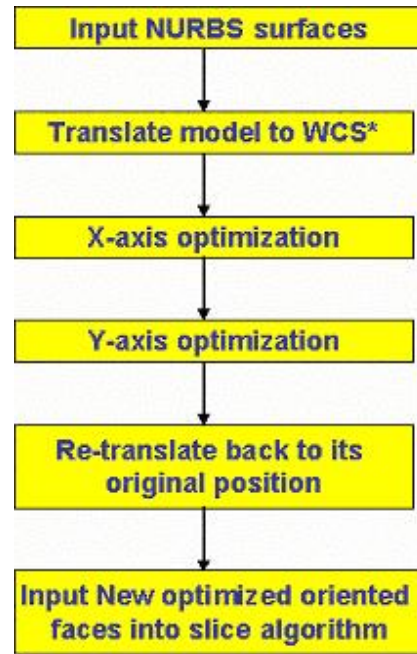 Input NURBS surfaces
Translate model to WCS*
X-axis optimization
Y-axis optimization
Re-translate back to its
original position
Input New optimized oriented
faces into slice algorithm